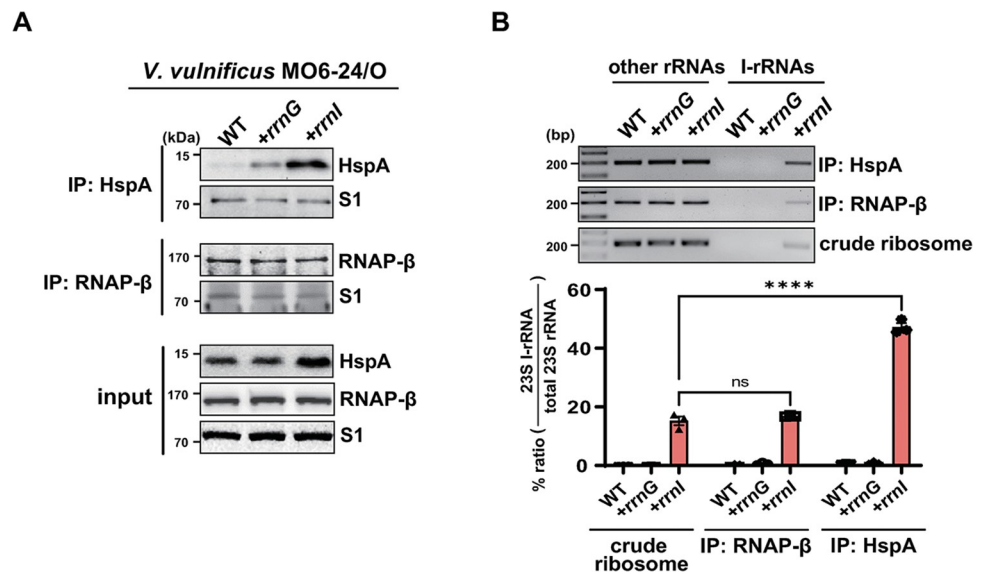 A
V. vulnificus MO6-24/O
WT +rrnG +rrnI
(kDa)
IP: HspA
15 HspA
70 S1
IP: RNAP-β
170 RNAP-β
70 S1
input
15 HspA
170 RNAP-β
70 S1
B
other rRNAs I-rRNAs
WT +rrnG +rrnI WT +rrnG +rrnI
(bp)
200 IP: HspA
200 IP: RNAP-β
200 crude ribosome
% ratio ( 23S I-rRNA / total 23S rRNA )
60
40
20
0
****
ns
WT +rrnG +rrnI WT +rrnG +rrnI WT +rrnG +rrnI
crude ribosome IP: RNAP-β IP: HspA